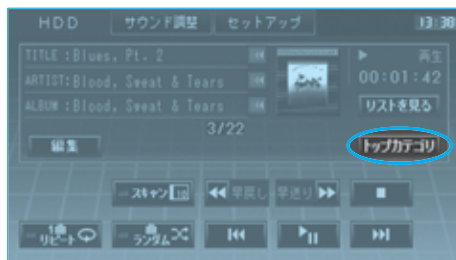 HDD サウンド調整 セットアップ 13:38
TITLE :Blues, Pt. 2
再生
ARTIST:Blood, Sweat & Tears
00:01:42
ALBUM :Blood, Sweat & Tears
リストを見る
3/22
編集 トップカテゴリ
スキャン 早戻し 早送り
リピート ランダム